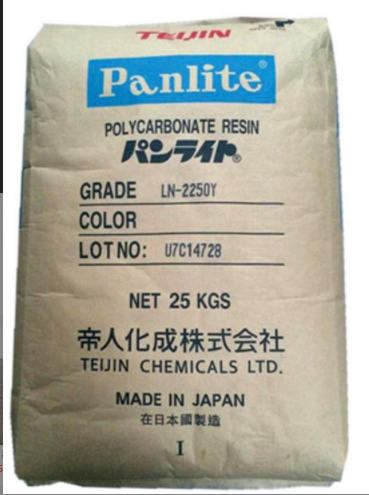 TEIJIN
Panlite®
POLYCARBONATE RESIN
パンライト®
GRADE LN-2250Y
COLOR
LOT NO: U7C14728
NET 25 KGS
帝人化成株式会社
TEIJIN CHEMICALS LTD.
MADE IN JAPAN
在日本國製造
I